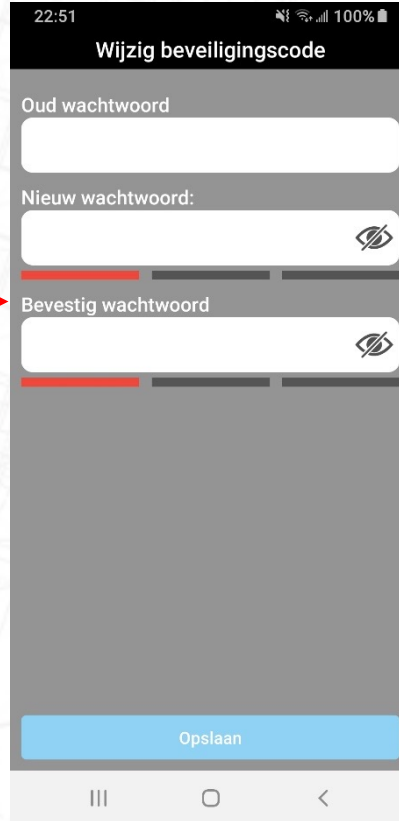 22:51 100%
Wijzig beveiligingscode
Oud wachtwoord
Nieuw wachtwoord:
Bevestig wachtwoord
Opslaan